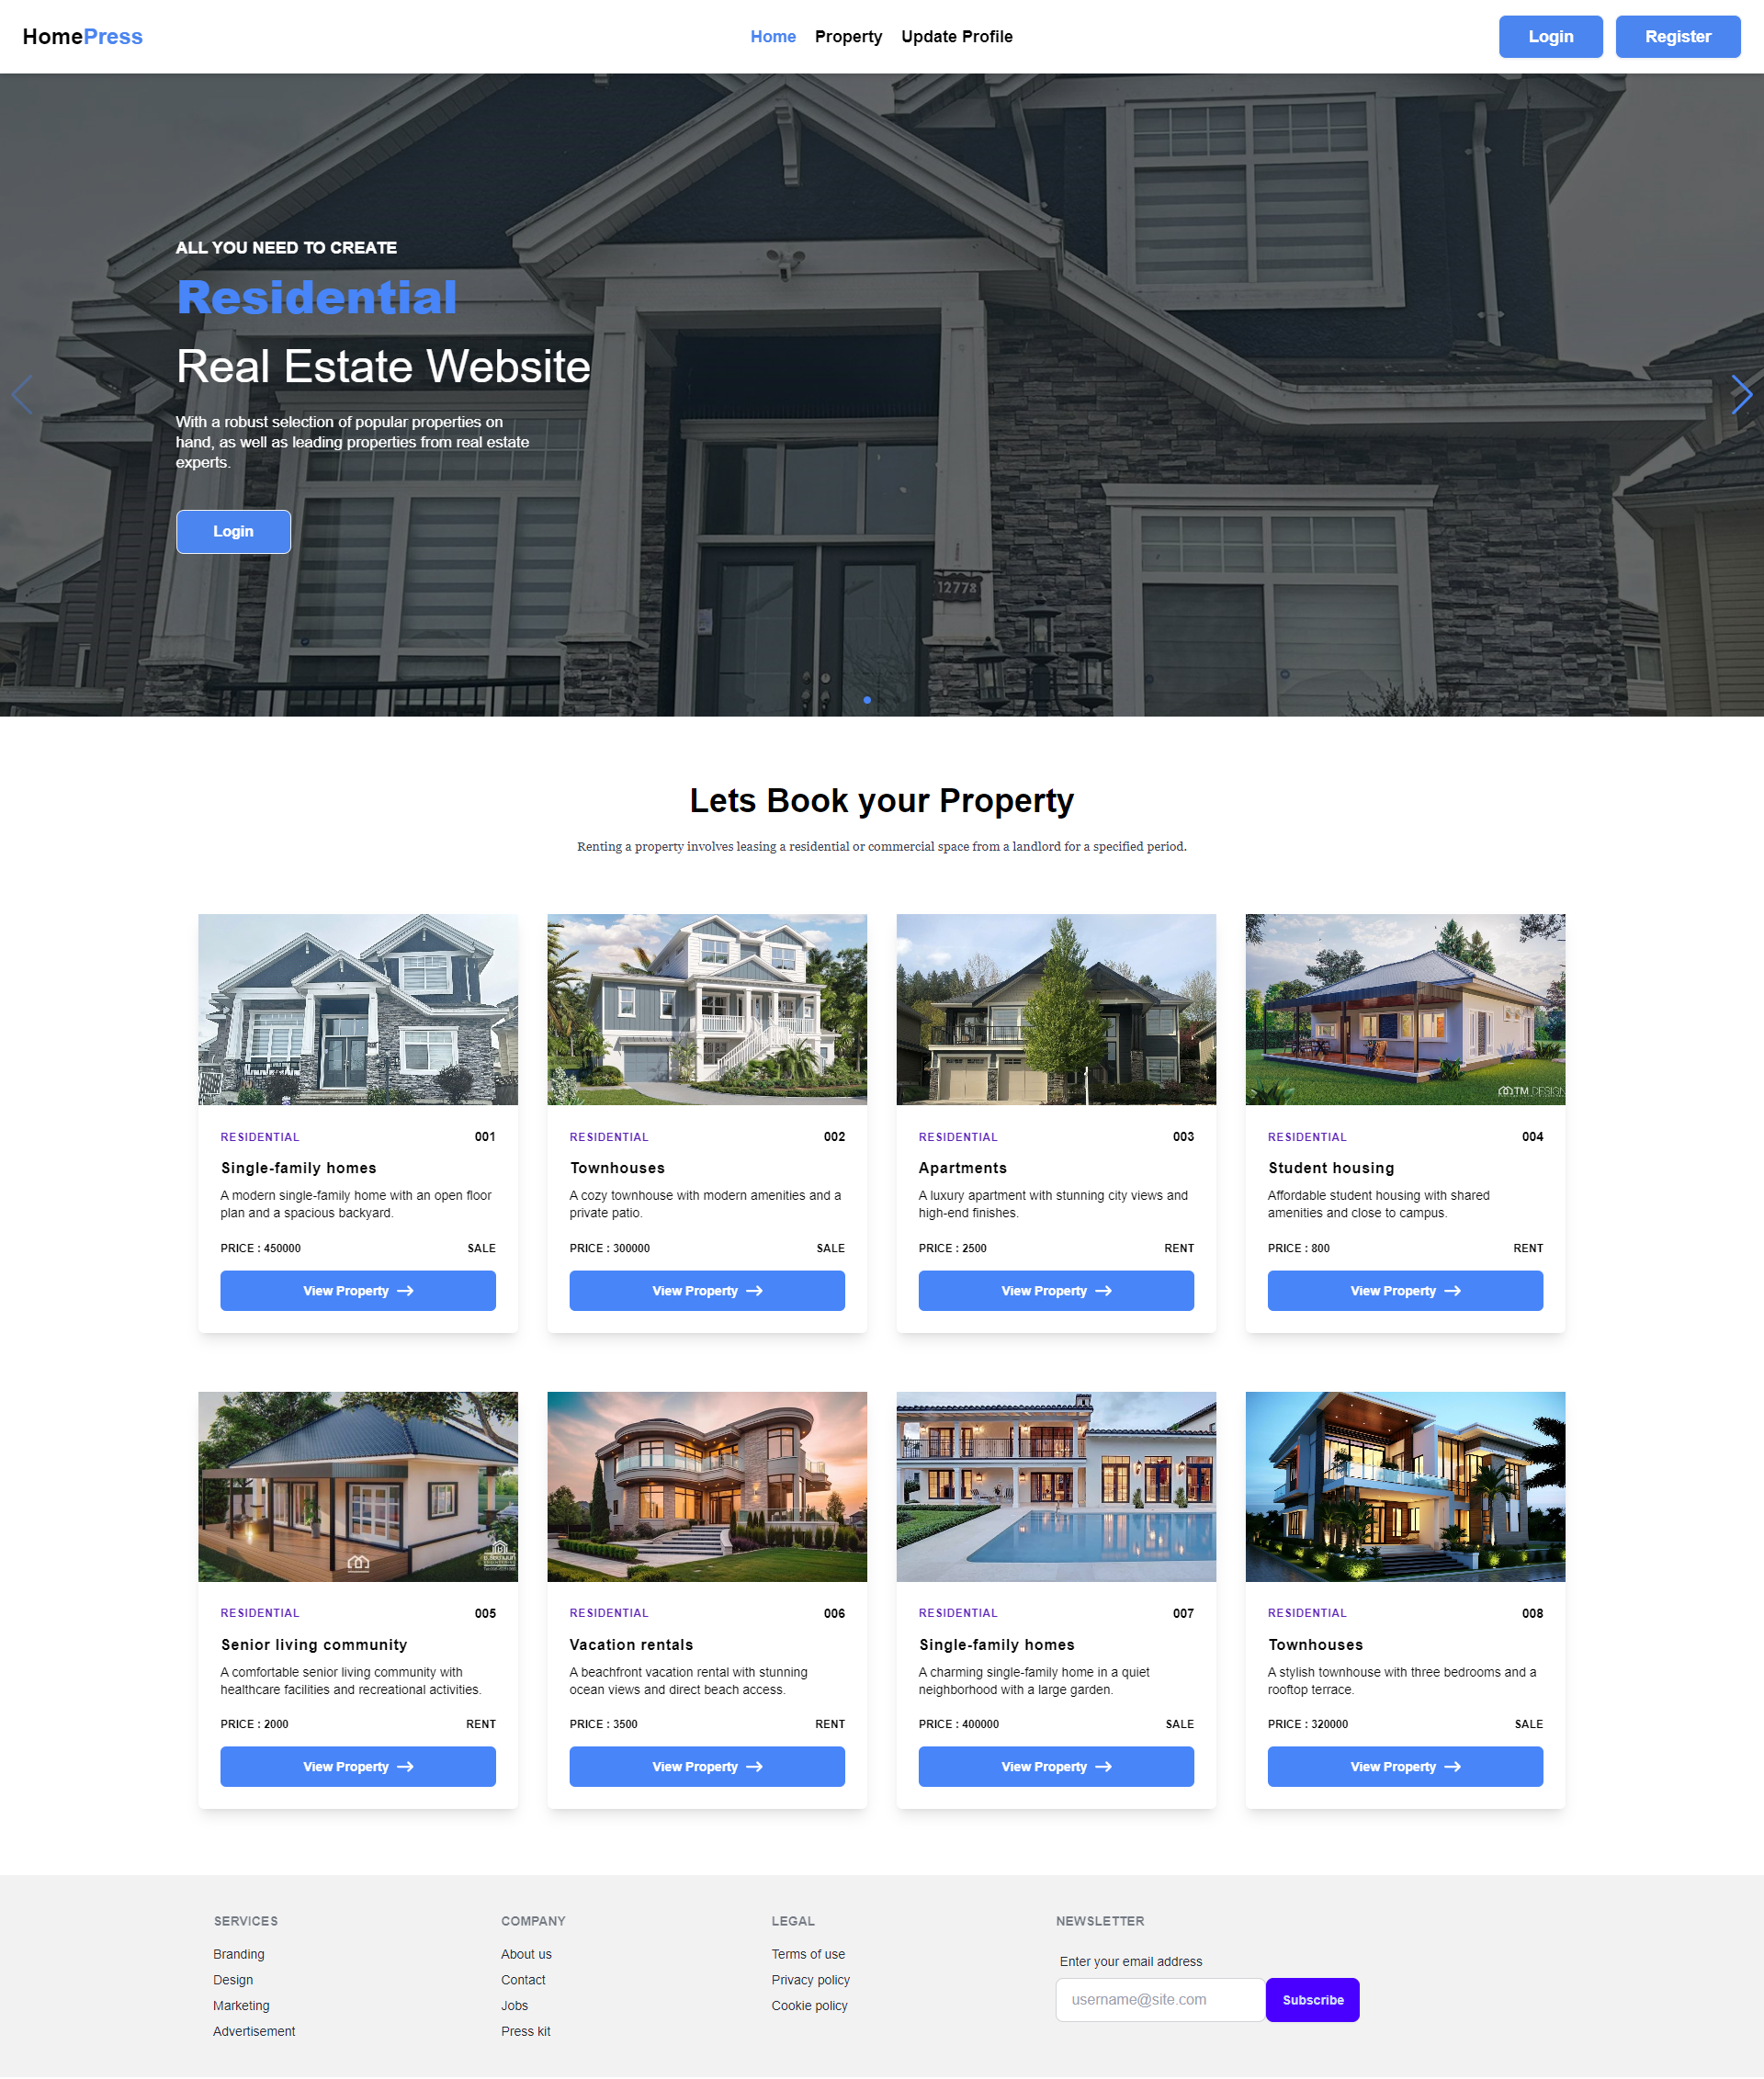 HomePress
Home Property Update Profile
Login Register
ALL YOU NEED TO CREATE
Residential
Real Estate Website
With a robust selection of popular properties on
hand, as well as leading properties from real estate
experts.
Login
12778
Lets Book your Property
Renting a property involves leasing a residential or commercial space from a landlord for a specified period.
TM DESIGN
RESIDENTIAL 001
Single-family homes
A modern single-family home with an open floor
plan and a spacious backyard.
PRICE : 450000 SALE
View Property
RESIDENTIAL 002
Townhouses
A cozy townhouse with modern amenities and a
private patio.
PRICE : 300000 SALE
View Property
RESIDENTIAL 003
Apartments
A luxury apartment with stunning city views and
high-end finishes.
PRICE : 2500 RENT
View Property
RESIDENTIAL 004
Student housing
Affordable student housing with shared
amenities and close to campus.
PRICE : 800 RENT
View Property
RESIDENTIAL 005
Senior living community
A comfortable senior living community with
healthcare facilities and recreational activities.
PRICE : 2000 RENT
View Property
RESIDENTIAL 006
Vacation rentals
A beachfront vacation rental with stunning
ocean views and direct beach access.
PRICE : 3500 RENT
View Property
RESIDENTIAL 007
Single-family homes
A charming single-family home in a quiet
neighborhood with a large garden.
PRICE : 400000 SALE
View Property
RESIDENTIAL 008
Townhouses
A stylish townhouse with three bedrooms and a
rooftop terrace.
PRICE : 320000 SALE
View Property
SERVICES
Branding
Design
Marketing
Advertisement
COMPANY
About us
Contact
Jobs
Press kit
LEGAL
Terms of use
Privacy policy
Cookie policy
NEWSLETTER
Enter your email address
username@site.com Subscribe